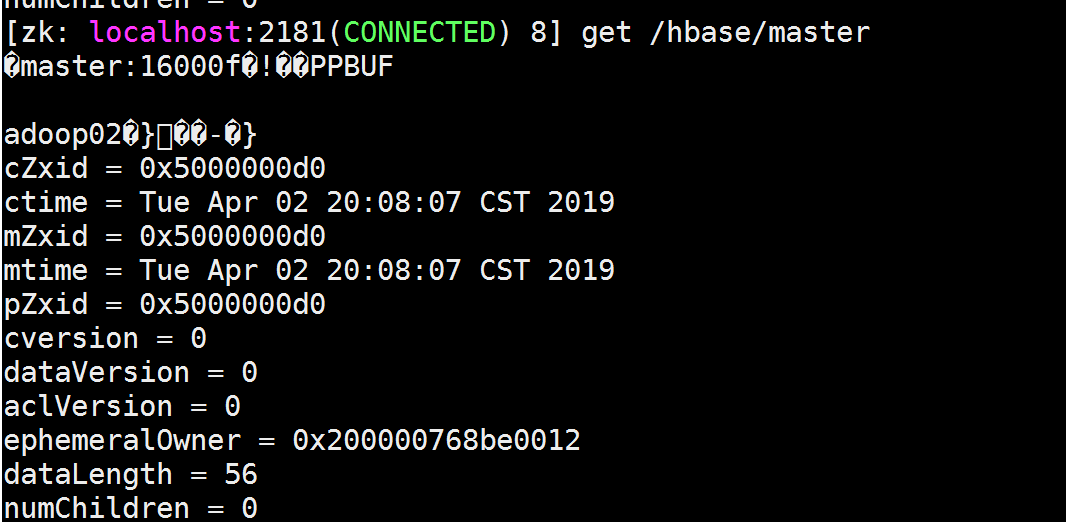 numChildren = 0
[zk: localhost:2181(CONNECTED) 8] get /hbase/master
�master:16000f�!��PPBUF
adoop02�}��-�}
cZxid = 0x5000000d0
ctime = Tue Apr 02 20:08:07 CST 2019
mZxid = 0x5000000d0
mtime = Tue Apr 02 20:08:07 CST 2019
pZxid = 0x5000000d0
cversion = 0
dataVersion = 0
aclVersion = 0
ephemeralOwner = 0x200000768be0012
dataLength = 56
numChildren = 0